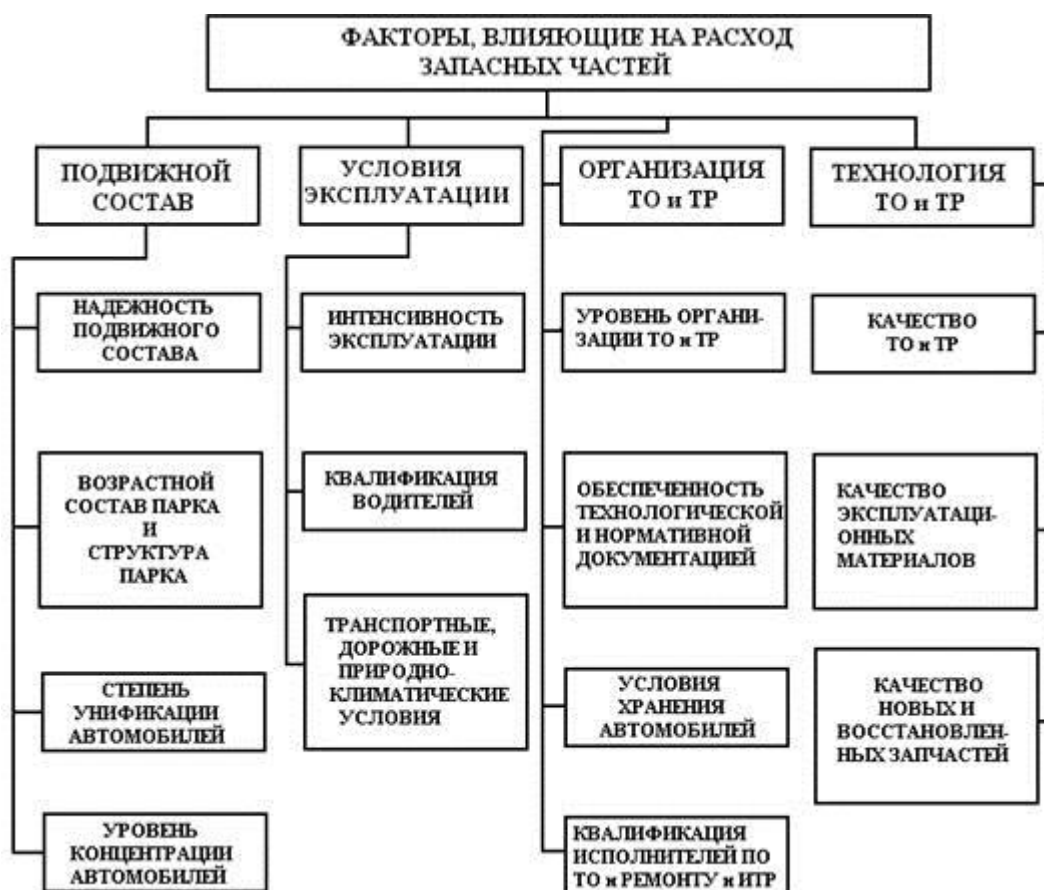 ФАКТОРЫ, ВЛИЯЮЩИЕ НА РАСХОД
ЗАПАСНЫХ ЧАСТЕЙ
ПОДВИЖНОЙ
СОСТАВ
НАДЕЖНОСТЬ
ПОДВИЖНОГО
СОСТАВА
ВОЗРАСТНОЙ
СОСТАВ ПАРКА
И
СТРУКТУРА
ПАРКА
СТЕПЕНЬ
УНИФИКАЦИИ
АВТОМОБИЛЕЙ
УРОВЕНЬ
КОНЦЕНТРАЦИИ
АВТОМОБИЛЕЙ
УСЛОВИЯ
ЭКСПЛУАТАЦИИ
ИНТЕНСИВНОСТЬ
ЭКСПЛУАТАЦИИ
КВАЛИФИКАЦИЯ
ВОДИТЕЛЕЙ
ТРАНСПОРТНЫЕ,
ДОРОЖНЫЕ И
ПРИРОДНО-
КЛИМАТИЧЕСКИЕ
УСЛОВИЯ
ОРГАНИЗАЦИЯ
ТО и ТР
УРОВЕНЬ ОРГАНИ-
ЗАЦИИ ТО и ТР
ОБЕСПЕЧЕННОСТЬ
ТЕХНОЛОГИЧЕСКОЙ
И НОРМАТИВНОЙ
ДОКУМЕНТАЦИЕЙ
УСЛОВИЯ
ХРАНЕНИЯ
АВТОМОБИЛЕЙ
КВАЛИФИКАЦИЯ
ИСПОЛНИТЕЛЕЙ ПО
ТО и РЕМОНТУ и ИТР
ТЕХНОЛОГИЯ
ТО и ТР
КАЧЕСТВО
ТО и ТР
КАЧЕСТВО
ЭКСПЛУАТАЦИ-
ОННЫХ
МАТЕРИАЛОВ
КАЧЕСТВО
НОВЫХ И
ВОССТАНОВЛЕН-
НЫХ ЗАПЧАСТЕЙ